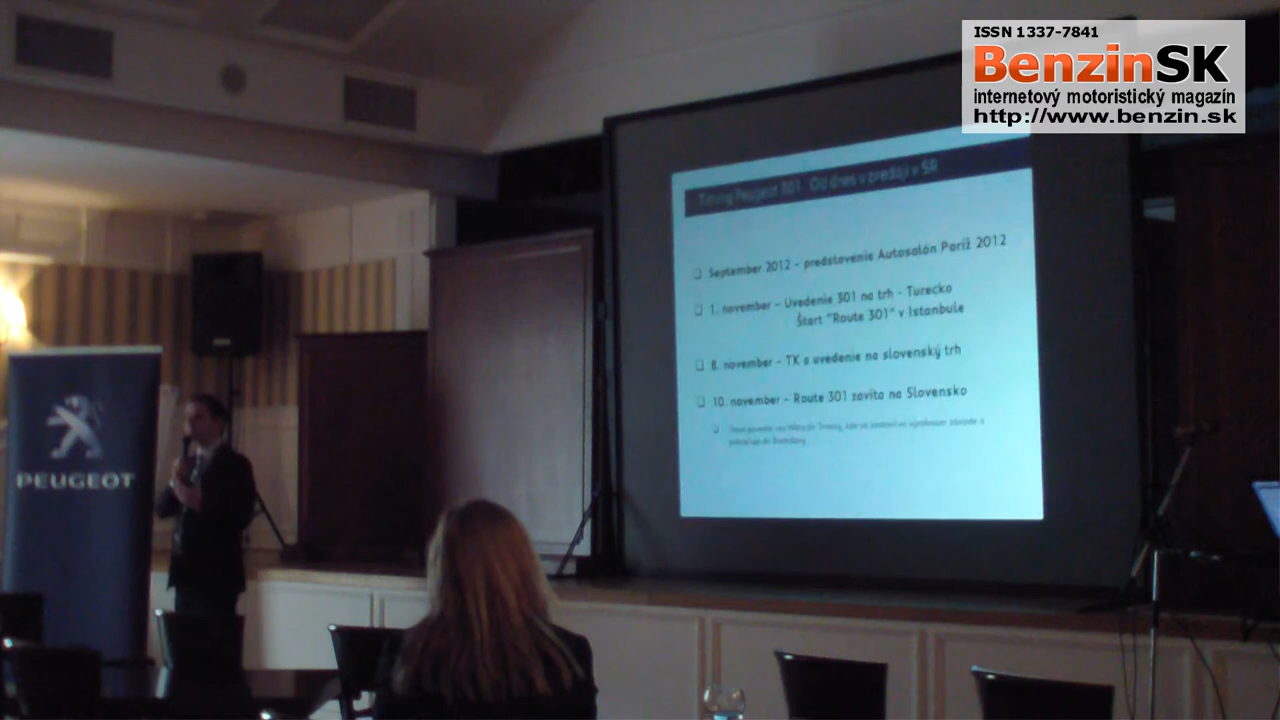 ISSN 1337-7841
BenzinSK
internetový motoristický magazín
http://www.benzin.sk
Timing Peugeot 301 Od dnes v predaji v SR
September 2012 - predstavenie Autosalón Paríž 2012
1. november - Uvedenie 301 na trh - Turecko
Štart "Route 301" v Istanbule
8. november - TK a uvedenie na slovenský trh
10. november - Route 301 zavíta na Slovensko
PEUGEOT